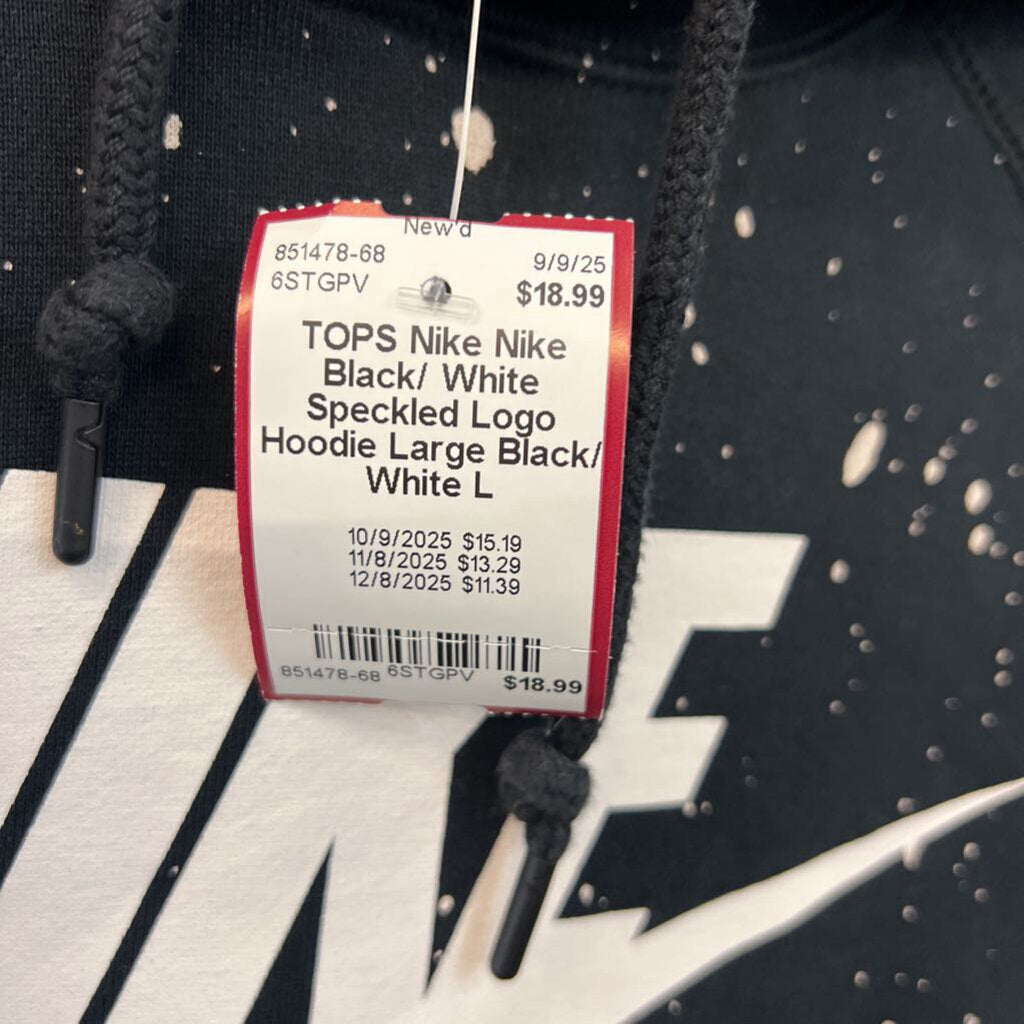 New'd
851478-68 9/9/25
6STGPV $18.99
TOPS Nike Nike
Black/ White
Speckled Logo
Hoodie Large Black/
White L
10/9/2025 $15.19
11/8/2025 $13.29
12/8/2025 $11.39
851478-68 6STGPV $18.99
NIKE